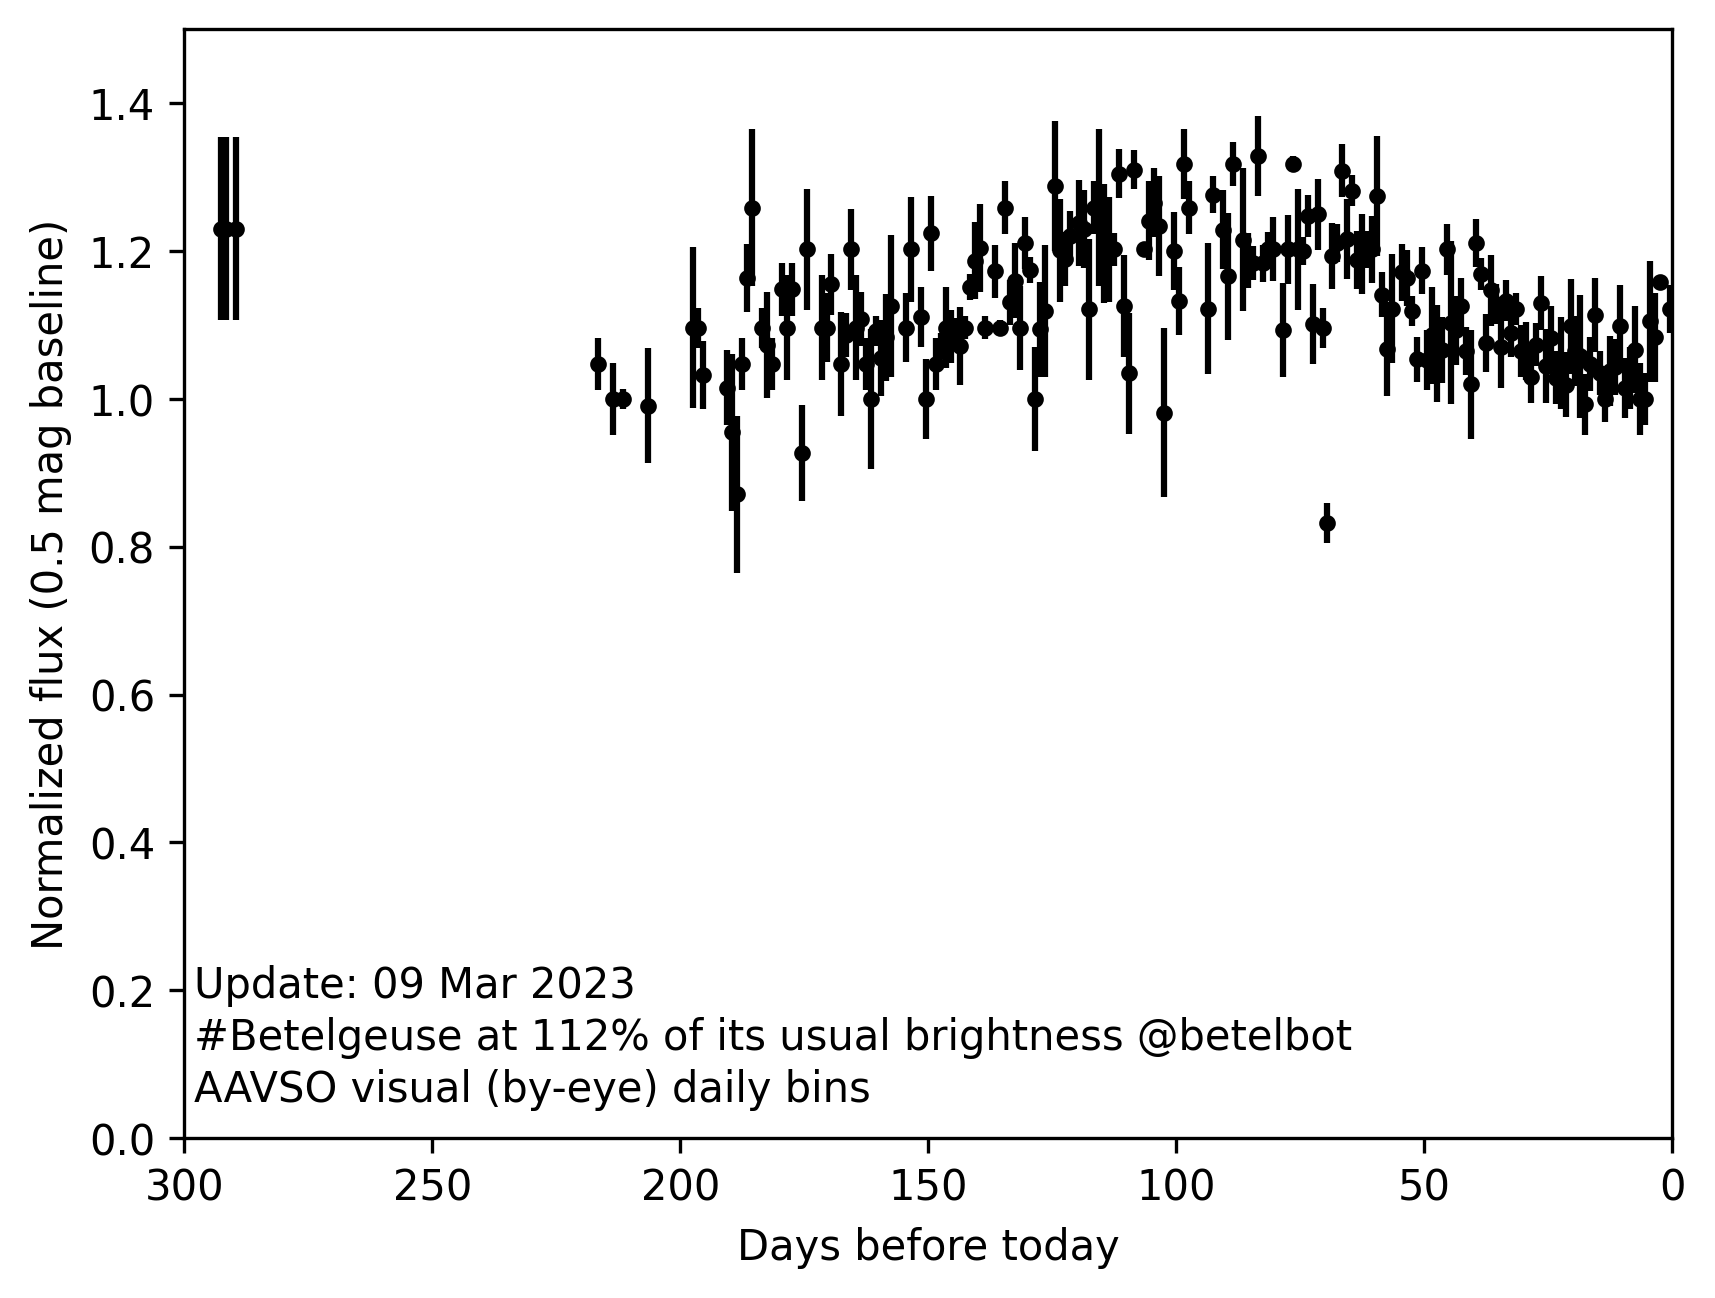 1.4
1.2
1.0
0.8
0.6
0.4
0.2
0.0
Normalized flux (0.5 mag baseline)
Update: 09 Mar 2023
#Betelgeuse at 112% of its usual brightness @betelbot
AAVSO visual (by-eye) daily bins
300 250 200 150 100 50 0
Days before today